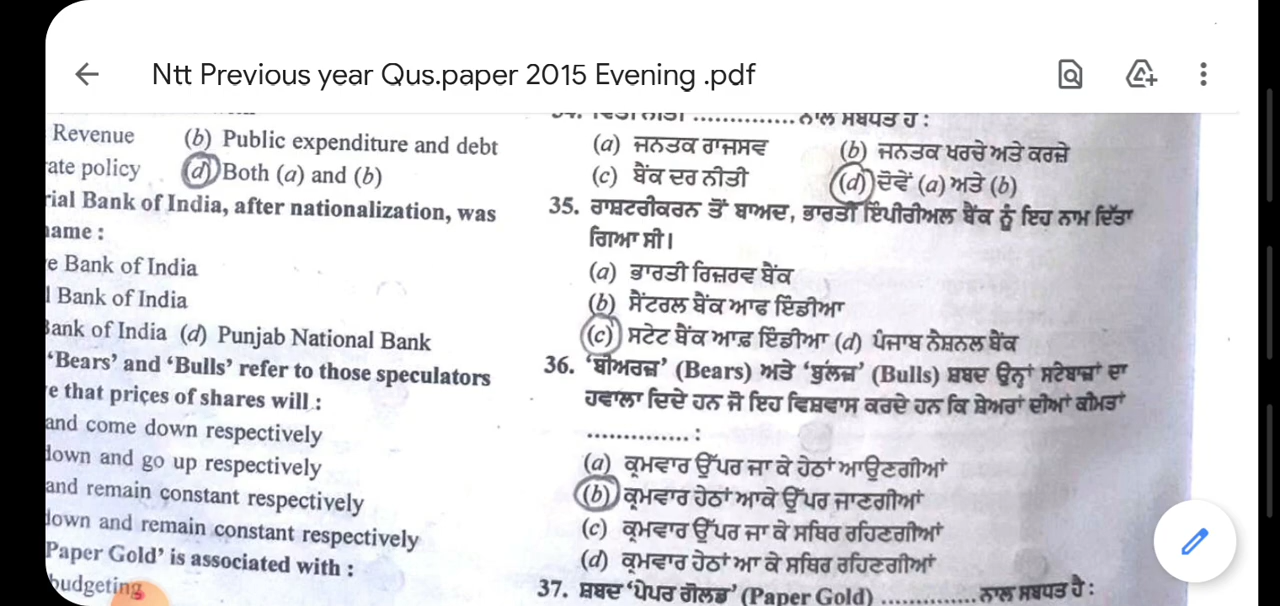 Ntt Previous year Qus.paper 2015 Evening .pdf
Revenue (b) Public expenditure and debt
ate policy (d) Both (a) and (b)
rial Bank of India, after nationalization, was
name :
e Bank of India
l Bank of India
Bank of India (d) Punjab National Bank
'Bears' and 'Bulls' refer to those speculators
e that prices of shares will :
and come down respectively
down and go up respectively
and remain constant respectively
down and remain constant respectively
Paper Gold' is associated with :
budgeting
34. ਵਿੱਤੀ ਨੀਤੀ .............. ਨਾਲ ਸਬਧਤ ਹੈ :
(a) ਜਨਤਕ ਰਾਜਸਵ (b) ਜਨਤਕ ਖਰਚੇ ਅਤੇ ਕਰਜ਼ੇ
(c) ਬੈਂਕ ਦਰ ਨੀਤੀ (d) ਦੋਵੇਂ (a) ਅਤੇ (b)
35. ਰਾਸ਼ਟਰੀਕਰਨ ਤੋਂ ਬਾਅਦ, ਭਾਰਤੀ ਇੰਪੀਰੀਅਲ ਬੈਂਕ ਨੂੰ ਇਹ ਨਾਮ ਦਿੱਤਾ
ਗਿਆ ਸੀ।
(a) ਭਾਰਤੀ ਰਿਜ਼ਰਵ ਬੈਂਕ
(b) ਸੈਂਟਰਲ ਬੈਂਕ ਆਫ ਇੰਡੀਆ
(c) ਸਟੇਟ ਬੈਂਕ ਆਫ਼ ਇੰਡੀਆ (d) ਪੰਜਾਬ ਨੈਸ਼ਨਲ ਬੈਂਕ
36. 'ਬੀਅਰਜ਼' (Bears) ਅਤੇ 'ਬੁਲਜ਼' (Bulls) ਸ਼ਬਦ ਉਨ੍ਹਾਂ ਸਟੇਬਾਜ਼ਾਂ ਦਾ
ਹਵਾਲਾ ਦਿਦੇ ਹਨ ਜੋ ਇਹ ਵਿਸ਼ਵਾਸ ਕਰਦੇ ਹਨ ਕਿ ਸ਼ੇਅਰਾਂ ਦੀਆਂ ਕੀਮਤਾਂ
.............. :
(a) ਕ੍ਰਮਵਾਰ ਉੱਪਰ ਜਾ ਕੇ ਹੇਠਾਂ ਆਉਣਗੀਆਂ
(b) ਕ੍ਰਮਵਾਰ ਹੇਠਾਂ ਆਕੇ ਉੱਪਰ ਜਾਣਗੀਆਂ
(c) ਕ੍ਰਮਵਾਰ ਉੱਪਰ ਜਾ ਕੇ ਸਥਿਰ ਰਹਿਣਗੀਆਂ
(d) ਕ੍ਰਮਵਾਰ ਹੇਠਾਂ ਆ ਕੇ ਸਥਿਰ ਰਹਿਣਗੀਆਂ
37. ਸ਼ਬਦ 'ਪੇਪਰ ਗੋਲਡ' (Paper Gold) .............. ਨਾਲ ਸਬਧਤ ਹੈ :